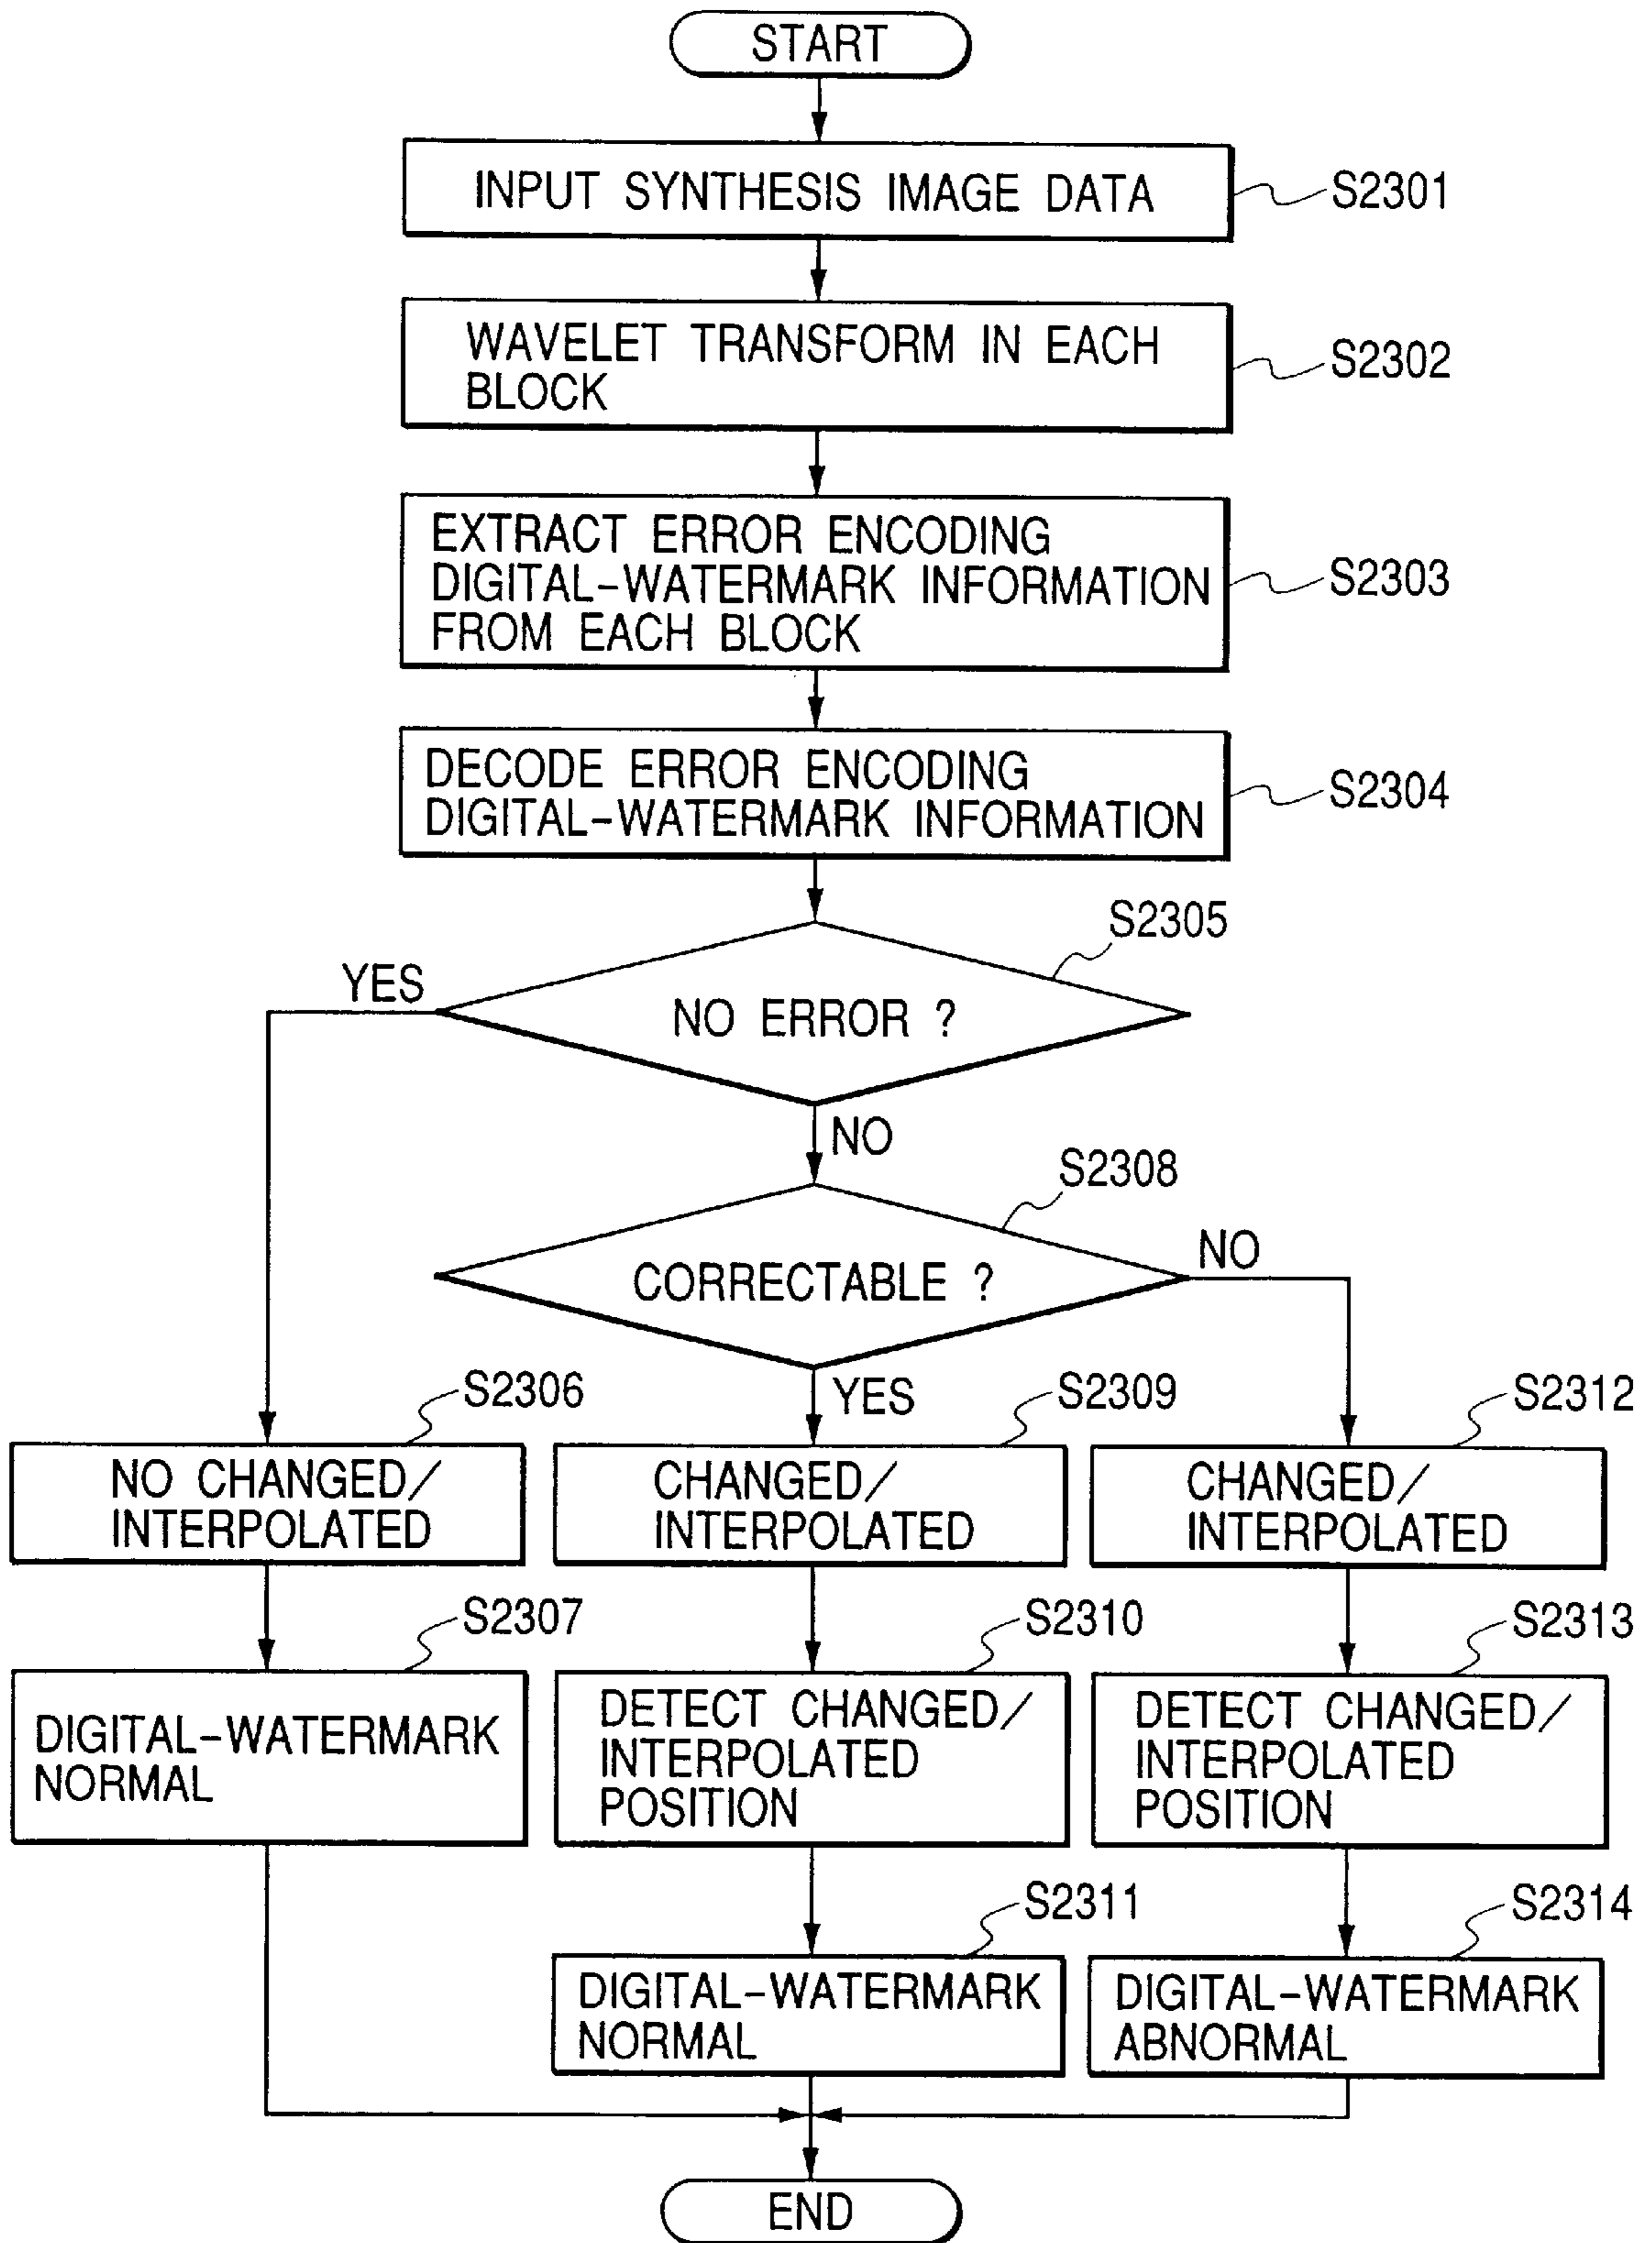 START
INPUT SYNTHESIS IMAGE DATA
S2301
WAVELET TRANSFORM IN EACH
BLOCK
S2302
EXTRACT ERROR ENCODING
DIGITAL-WATERMARK INFORMATION
FROM EACH BLOCK
S2303
DECODE ERROR ENCODING
DIGITAL-WATERMARK INFORMATION
S2304
S2305
YES
NO ERROR ?
NO
S2308
NO
CORRECTABLE ?
YES
S2306
NO CHANGED/
INTERPOLATED
S2307
DIGITAL-WATERMARK
NORMAL
S2309
CHANGED/
INTERPOLATED
S2310
DETECT CHANGED/
INTERPOLATED
POSITION
S2311
DIGITAL-WATERMARK
NORMAL
S2312
CHANGED/
INTERPOLATED
S2313
DETECT CHANGED/
INTERPOLATED
POSITION
S2314
DIGITAL-WATERMARK
ABNORMAL
END